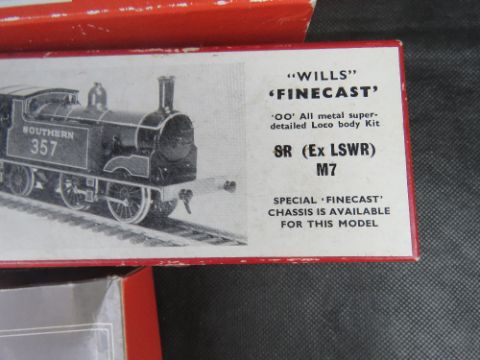 SOUTHERN
357
"WILLS"
'FINECAST'
'OO' All metal super-
detailed Loco body Kit
SR (Ex LSWR)
M7
SPECIAL 'FINECAST'
CHASSIS IS AVAILABLE
FOR THIS MODEL